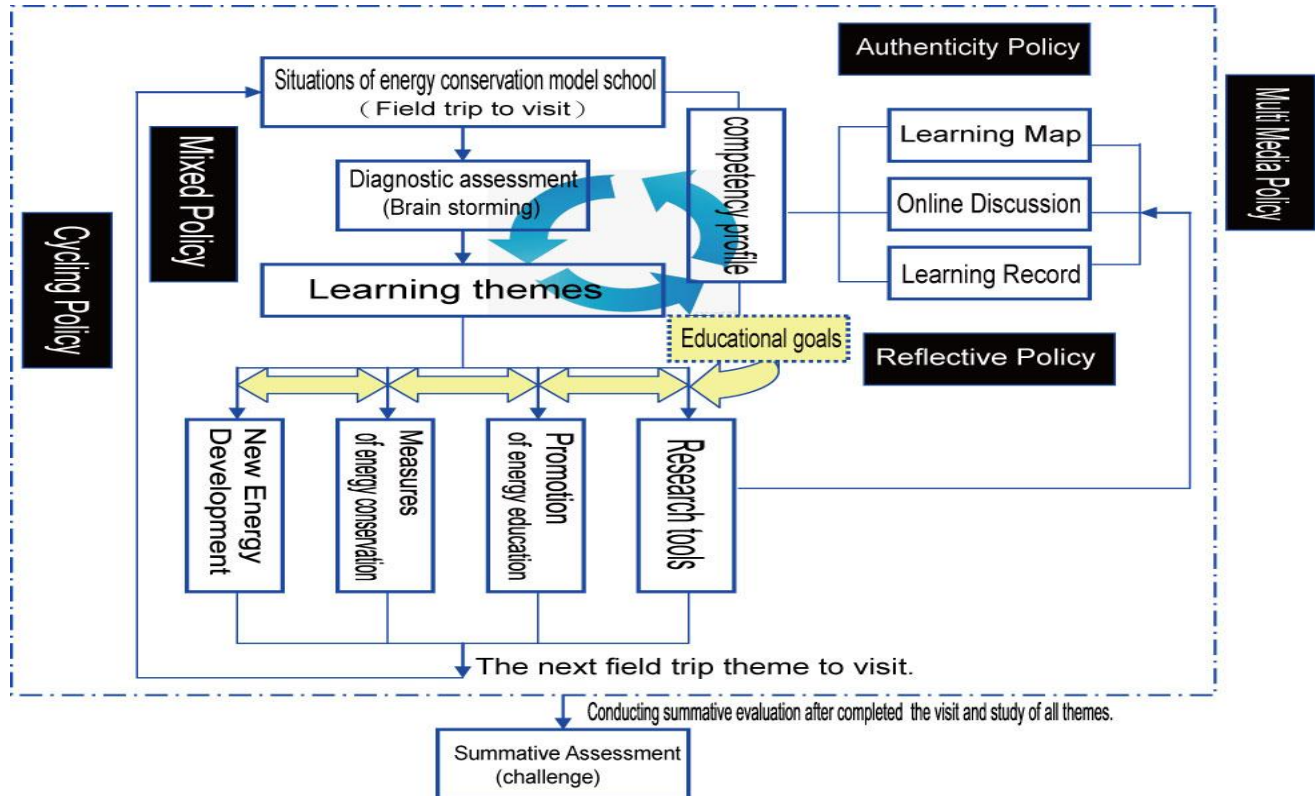 Authenticity Policy
Situations of energy conservation model school
（Field trip to visit）
Multi Media Policy
Mixed Policy
competency profile
Learning Map
Diagnostic assessment
(Brain storming)
Online Discussion
Cycling Policy
Learning themes
Learning Record
Educational goals
Reflective Policy
New Energy
Development
Measures
of energy conservation
Promotion
of energy education
Research tools
The next field trip theme to visit.
Conducting summative evaluation after completed the visit and study of all themes.
Summative Assessment
(challenge)